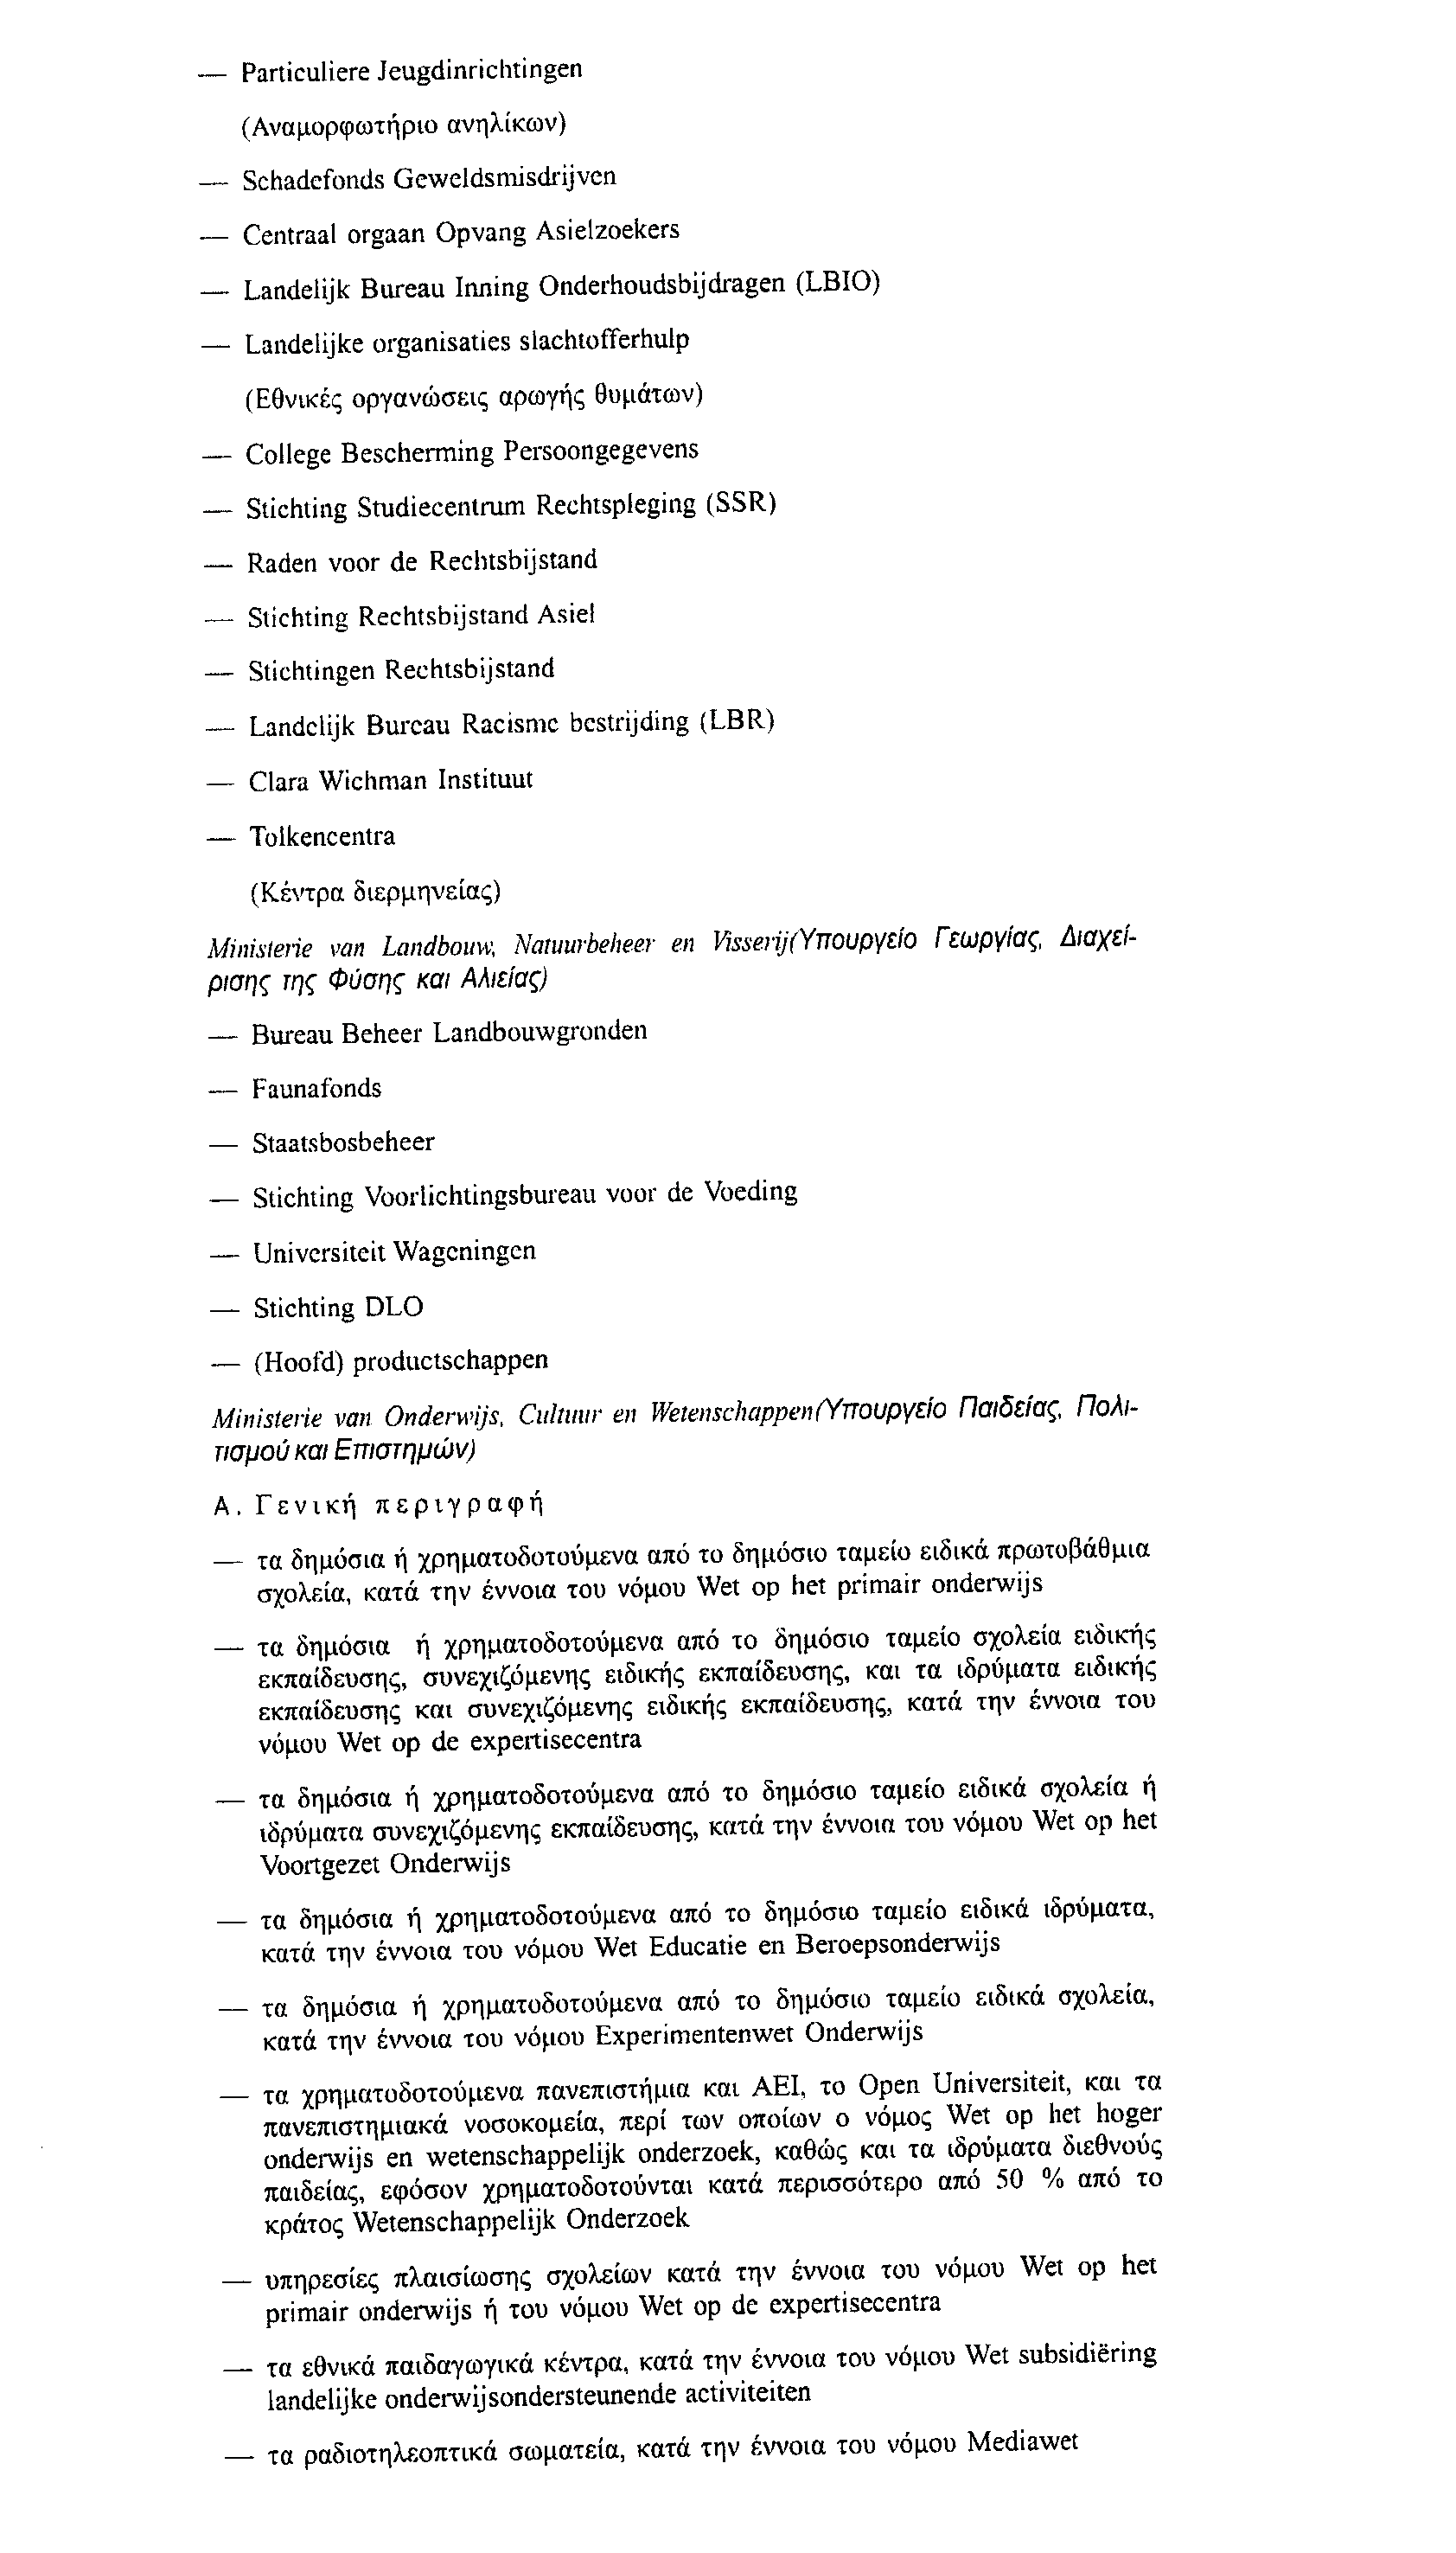 — Particuliere Jeugdinrichtingen
(Αναμορφωτήριο ανηλίκων)
— Schadefonds Geweldsmisdrijven
— Centraal orgaan Opvang Asielzoekers
— Landelijk Bureau Inning Onderhoudsbijdragen (LBIO)
— Landelijke organisaties slachtofferhulp
(Εθνικές οργανώσεις αρωγής θυμάτων)
— College Bescherming Persoongegevens
— Stichting Studiecentrum Rechtspleging (SSR)
— Raden voor de Rechtsbijstand
— Stichting Rechtsbijstand Asiel
— Stichtingen Rechtsbijstand
— Landelijk Bureau Racisme bestrijding (LBR)
— Clara Wichman Instituut
— Tolkencentra
(Κέντρα διερμηνείας)
Ministerie van Landbouw, Natuurbeheer en Visserij(Υπουργείο Γεωργίας, Διαχεί-
ρισης της Φύσης και Αλιείας)
— Bureau Beheer Landbouwgronden
— Faunafonds
— Staatsbosbeheer
— Stichting Voorlichtingsbureau voor de Voeding
— Universiteit Wageningen
— Stichting DLO
— (Hoofd) productschappen
Ministerie van Onderwijs, Cultuur en Wetenschappen(Υπουργείο Παιδείας, Πολι-
τισμού και Επιστημών)
Α. Γενική περιγραφή
— τα δημόσια ή χρηματοδοτούμενα από το δημόσιο ταμείο ειδικά πρωτοβάθμια
σχολεία, κατά την έννοια του νόμου Wet op het primair onderwijs
— τα δημόσια ή χρηματοδοτούμενα από το δημόσιο ταμείο σχολεία ειδικής
εκπαίδευσης, συνεχιζόμενης ειδικής εκπαίδευσης, και τα ιδρύματα ειδικής
εκπαίδευσης και συνεχιζόμενης ειδικής εκπαίδευσης, κατά την έννοια του
νόμου Wet op de expertisecentra
— τα δημόσια ή χρηματοδοτούμενα από το δημόσιο ταμείο ειδικά σχολεία ή
ιδρύματα συνεχιζόμενης εκπαίδευσης, κατά την έννοια του νόμου Wet op het
Voortgezet Onderwijs
— τα δημόσια ή χρηματοδοτούμενα από το δημόσιο ταμείο ειδικά ιδρύματα,
κατά την έννοια του νόμου Wet Educatie en Beroepsonderwijs
— τα δημόσια ή χρηματοδοτούμενα από το δημόσιο ταμείο ειδικά σχολεία,
κατά την έννοια του νόμου Experimentenwet Onderwijs
— τα χρηματοδοτούμενα πανεπιστήμια και ΑΕΙ, το Open Universiteit, και τα
πανεπιστημιακά νοσοκομεία, περί των οποίων ο νόμος Wet op het hoger
onderwijs en wetenschappelijk onderzoek, καθώς και τα ιδρύματα διεθνούς
παιδείας, εφόσον χρηματοδοτούνται κατά περισσότερο από 50 % από το
κράτος Wetenschappelijk Onderzoek
— υπηρεσίες πλαισίωσης σχολείων κατά την έννοια του νόμου Wet op het
primair onderwijs ή του νόμου Wet op de expertisecentra
— τα εθνικά παιδαγωγικά κέντρα, κατά την έννοια του νόμου Wet subsidiëring
landelijke onderwijsondersteunende activiteiten
— τα ραδιοτηλεοπτικά σωματεία, κατά την έννοια του νόμου Mediawet